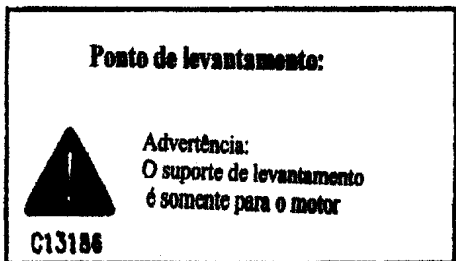 Ponto de levantamento:
Advertência:
O suporte de levantamento
é somente para o motor
C13186